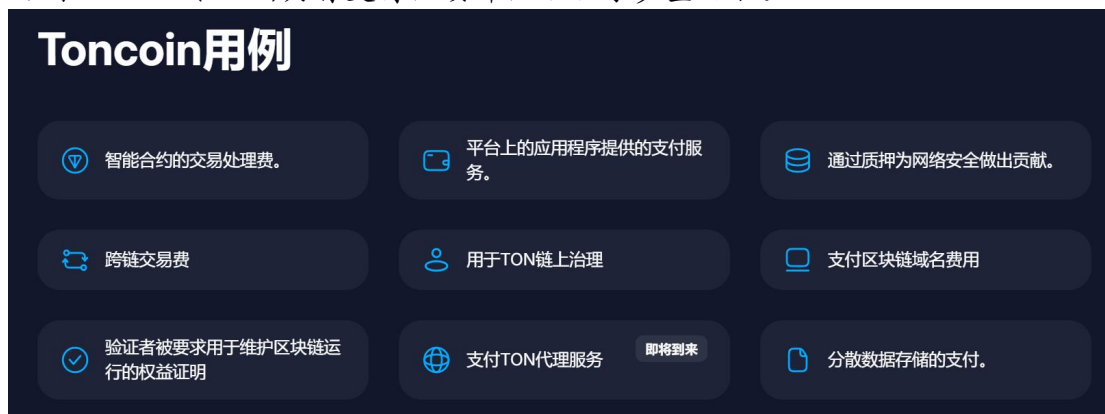 Toncoin用例
智能合约的交易处理费。
平台上的应用程序提供的支付服
务。
通过质押为网络安全做出贡献。
跨链交易费
用于TON链上治理
支付区块链域名费用
验证者被要求用于维护区块链运
行的权益证明
支付TON代理服务
即将到来
分散数据存储的支付。